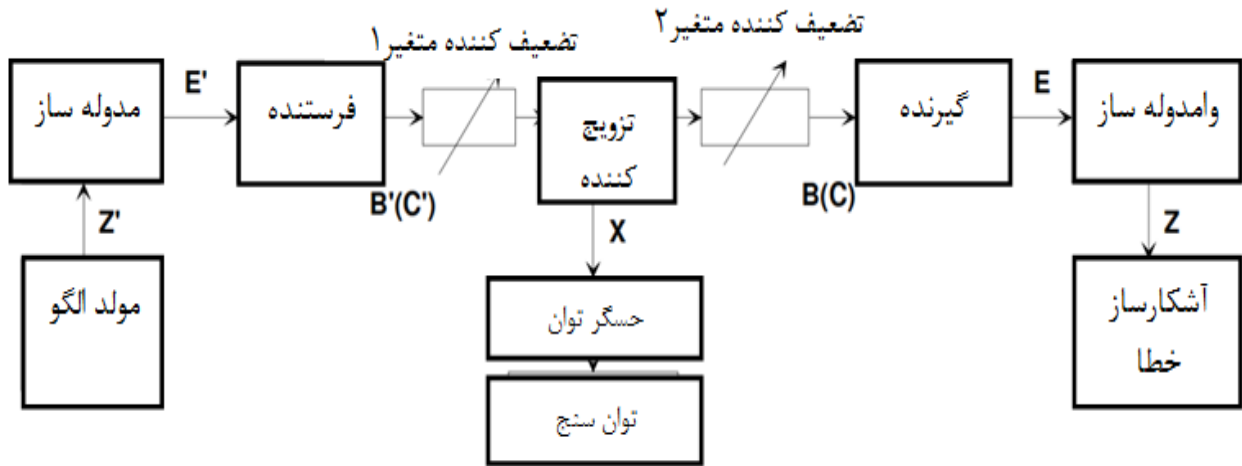 تضعیف کننده متغیر۱
تضعیف کننده متغیر۲
مدوله ساز
E'
فرستنده
تزویج
کننده
گیرنده
E
وامدوله ساز
B'(C')
B(C)
Z'
X
Z
مولد الگو
حسگر توان
توان سنج
آشکارساز
خطا